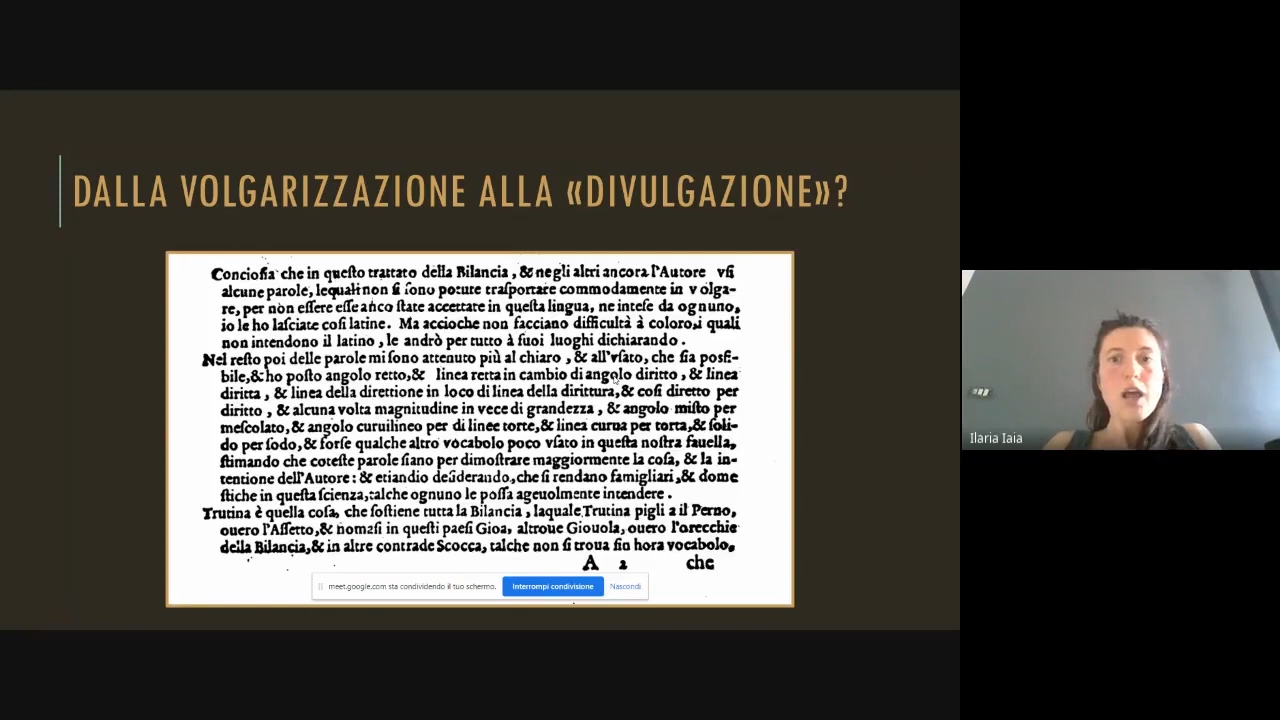 DALLA VOLGARIZZAZIONE ALLA «DIVULGAZIONE»?
Conciosia che in questo trattato della Bilancia, & negli altri ancora l'Autore vsi
alcune parole, lequali non si sono potute trasportare commodamente in v olga-
re, per non essere esse anco state accettate in questa lingua, ne intese da ognuno,
io le ho lasciate così latine. Ma accioche non facciano difficultà à coloro,i quali
non intendono il latino, le andrò per tutto à suoi luoghi dichiarando.
Nel resto poi delle parole mi sono attenuto più al chiaro, & all'vsato, che sia possi-
bile,& ho posto angolo retto,& linea retta in cambio di angolo diritto, & linea
diritta, & linea della direttione in loco di linea della dirittura,& così diretto per
diritto, & alcuna volta magnitudine in vece di grandezza, & angolo misto per
mescolato,& angolo curuilineo per di linee torte,& linea curua per torta,& soli-
do per sodo,& forse qualche altro vocabolo poco vsato in questa nostra fauella,
stimando che coteste parole siano per dimostrare maggiormente la cosa, & la in-
tentione dell'Autore: & etiandio desiderando,che si rendano famigliari,& dome
stiche in questa scienza,talche ognuno le possa ageuolmente intendere.
Trutina è quella cosa, che sostiene tutta la Bilancia, laquale Trutina pigli a il Perno,
ouero l'Assetto,& nomasi in questi paesi Gioa, altroue Giouola, ouero l'orecchie
della Bilancia,& in altre contrade Scocca, talche non si troua fin hora vocabolo,
A 2 che
meet.google.com sta condividendo il tuo schermo. Interrompi condivisione Nascondi
Ilaria Iaia